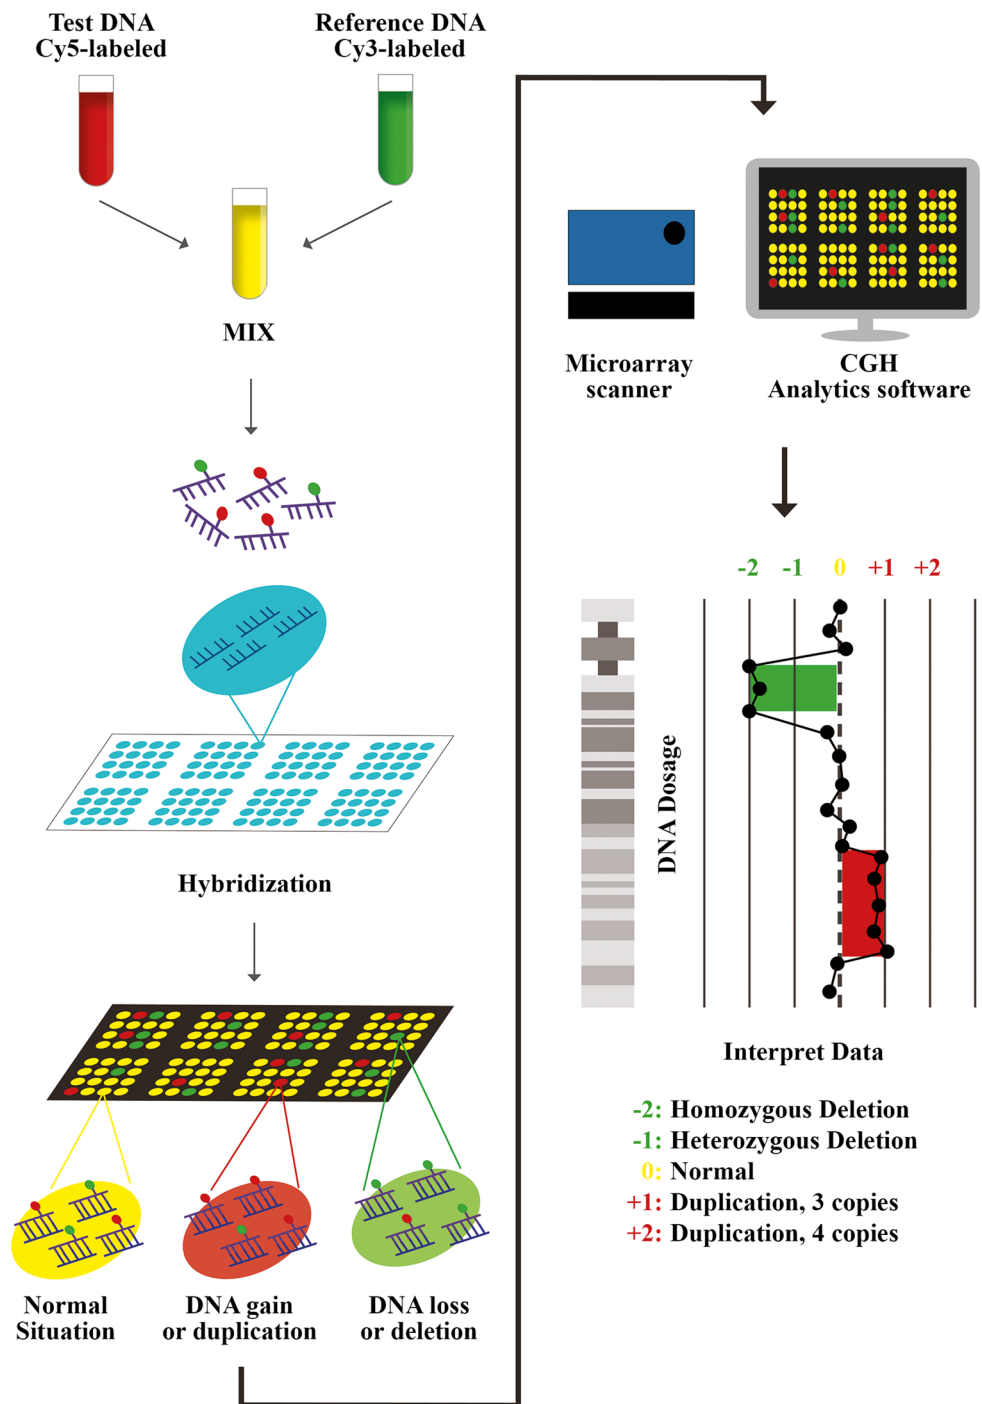 Test DNA
Cy5-labeled
Reference DNA
Cy3-labeled
MIX
Hybridization
Normal
Situation
DNA gain
or duplication
DNA loss
or deletion
Microarray
scanner
CGH
Analytics software
-2 -1 0 +1 +2
DNA Dosage
Interpret Data
-2: Homozygous Deletion
-1: Heterozygous Deletion
0: Normal
+1: Duplication, 3 copies
+2: Duplication, 4 copies